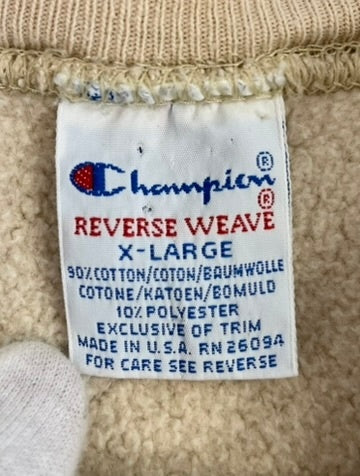 Champion®
REVERSE WEAVE®
X-LARGE
90% COTTON/COTON/BAUMWOLLE
COTONE/KATOEN/BOMULD
10% POLYESTER
EXCLUSIVE OF TRIM
MADE IN U.S.A. RN 26094
FOR CARE SEE REVERSE